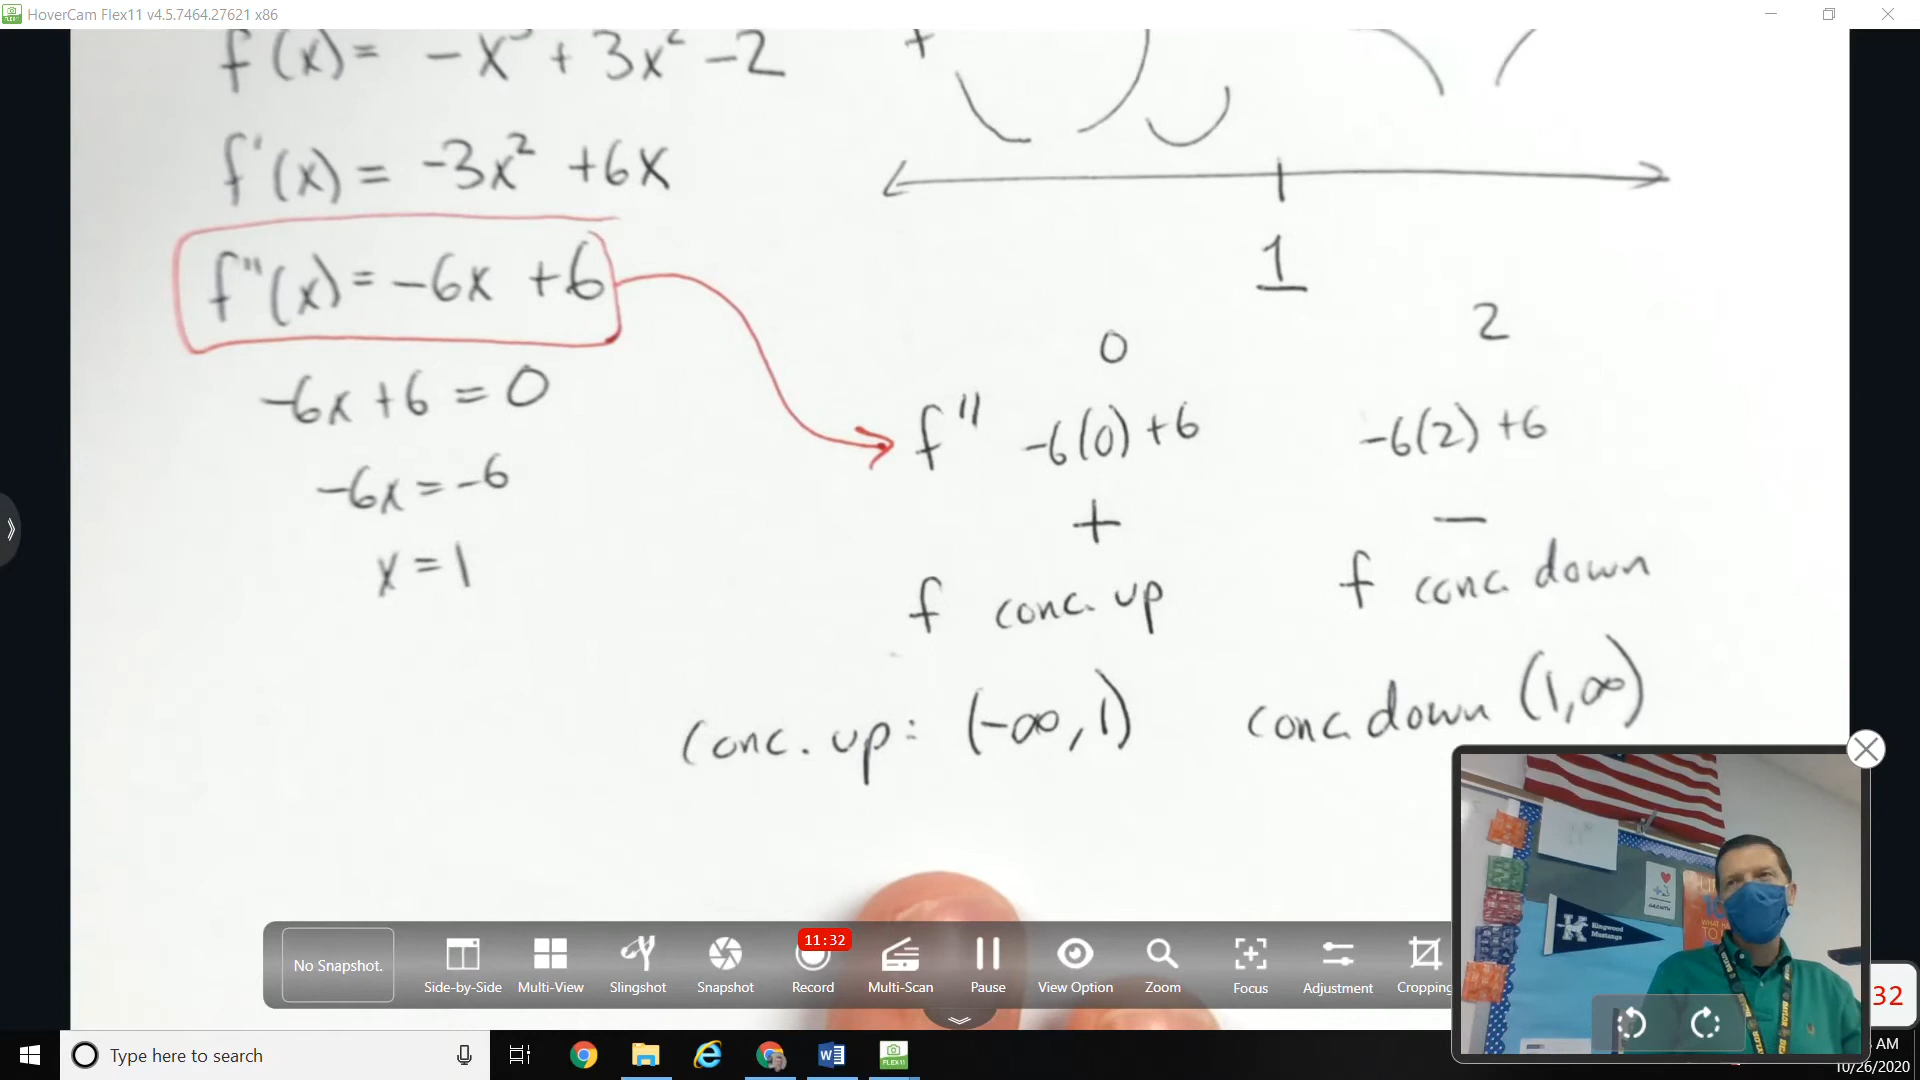 HoverCam Flex11 v4.5.7464.27621 x86
f(x) = -x³ + 3x² - 2
+
f'(x) = -3x² + 6x
f"(x) = -6x + 6
1
0
2
-6x + 6 = 0
f" -6(0) + 6
-6(2) + 6
-6x = -6
+
-
x = 1
f conc. up
f conc. down
conc. up: (-∞, 1)
conc. down (1, ∞)
K Kingwood
Mustangs
No Snapshot.
Side-by-Side
Multi-View
Slingshot
Snapshot
11:32
Record
Multi-Scan
Pause
View Option
Zoom
Focus
Adjustment
Cropping
32
Type here to search
FLEX11
AM
10/26/2020